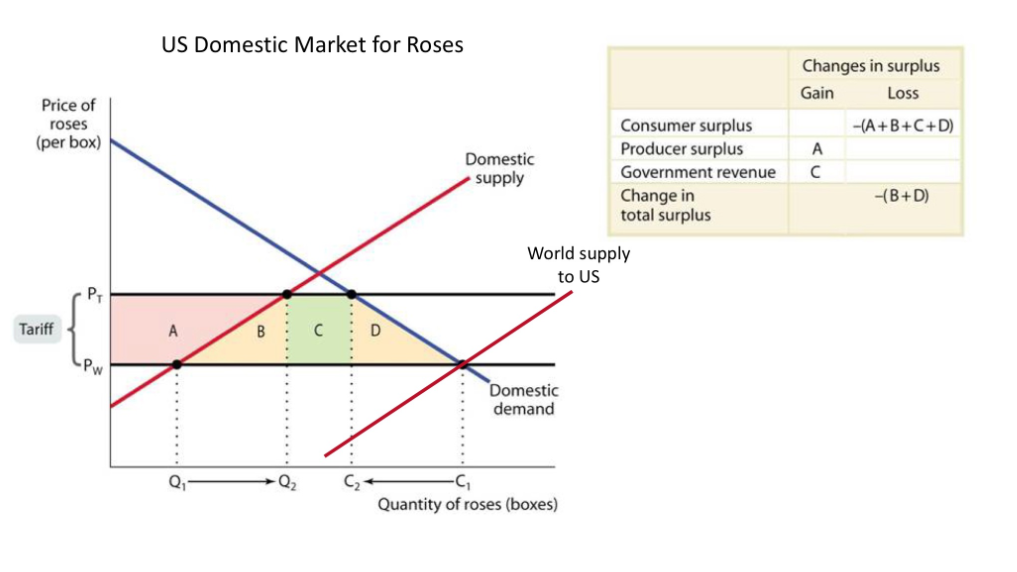 US Domestic Market for Roses
Price of
roses
(per box)
Domestic
supply
World supply
to US
P_T
Tariff
A
B
C
D
P_W
Domestic
demand
Q₁
Q₂
C₂
C₁
Quantity of roses (boxes)
Changes in surplus
Gain Loss
Consumer surplus –(A+B+C+D)
Producer surplus A
Government revenue C
Change in
total surplus –(B+D)